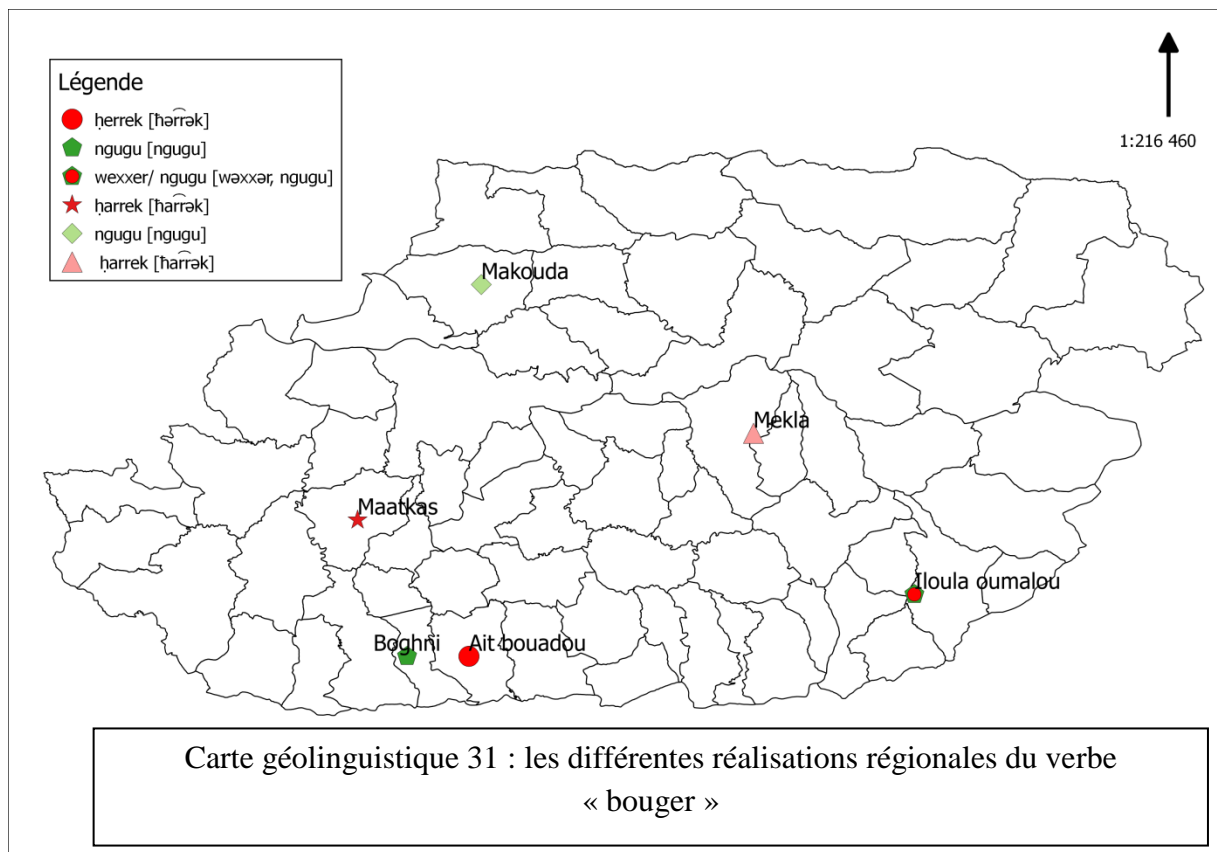 Légende
ḥerrek [ħər͡rək]
ngugu [ngugu]
wexxer/ ngugu [wəxxər, ngugu]
ḥarrek [ħar͡rək]
ngugu [ngugu]
ḥarrek [ħar͡rək]
1:216 460
Makouda
Mekla
Maatkas
Iloula oumalou
Boghni
Ait bouadou
Carte géolinguistique 31 : les différentes réalisations régionales du verbe
« bouger »